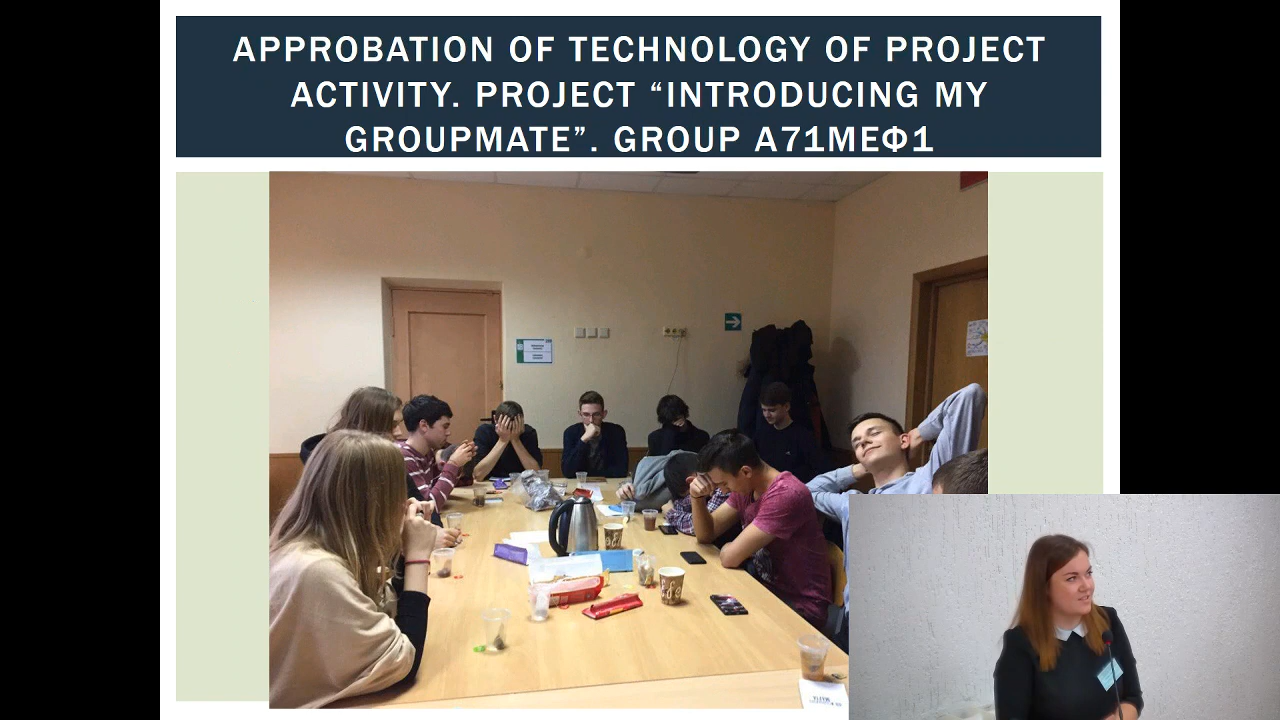 APPROBATION OF TECHNOLOGY OF PROJECT
ACTIVITY. PROJECT “INTRODUCING MY
GROUPMATE”. GROUP А71МЕФ1